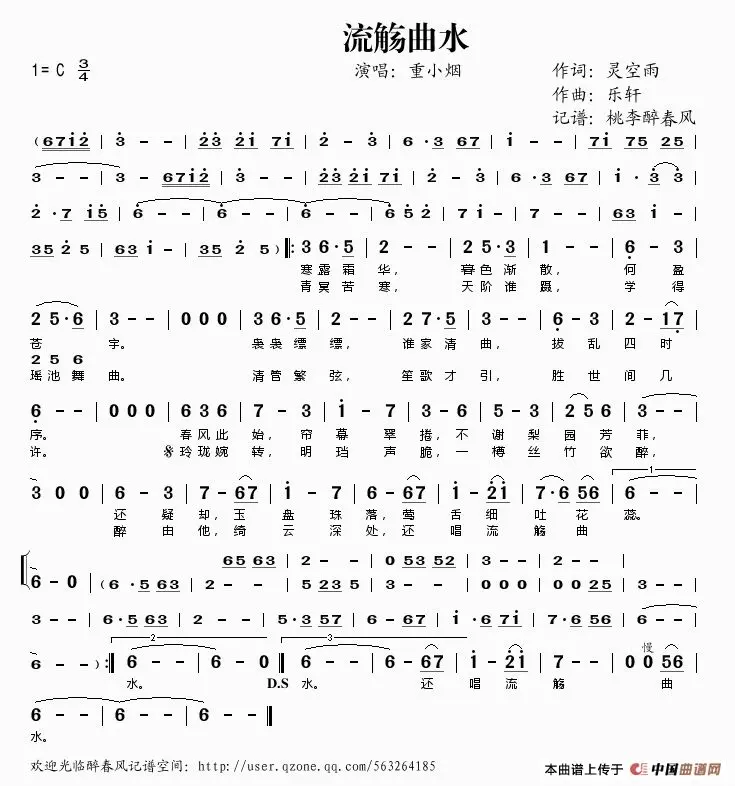 流觞曲水
1= C 3/4
演唱：重小烟
作词：灵空雨
作曲：乐轩
记谱：桃李醉春风
( 6 7 1 2 | 3 - - | 2 3 2 1 7 1 | 2 - - | 6 · 3 6 7 | 1 - - | 7 1 7 5 2 5 |
3 - - | 3 - 6 7 1 2 | 3 - - | 3 2 3 2 1 7 1 | 2 - 3 | 6 · 3 6 7 | 1 · 3 3 |
2 · 7 1 5 | 6 - - | 6 - - | 6 - - | 6 5 2 | 7 1 - | 7 - - | 6 3 1 - |
3 5 2 5 | 6 3 1 - | 3 5 2 5 ) ‖: 3 6 · 5 | 2 - - | 2 5 · 3 | 1 - - | 6 - 3 |
寒露霜华， 暮色渐散， 何盈
青冥苦寒， 天阶谁蹑， 学得
2 5 · 6 | 3 - - | 0 0 0 | 3 6 · 5 | 2 - - | 2 7 · 5 | 3 - - | 6 - 3 | 2 - 1 7 |
苍宇。 袅袅缥缥， 谁家清曲， 拔乱四时
2 5 6
瑶池舞曲。 清管繁弦， 笙歌才引， 胜世间几
6 - - | 0 0 0 | 6 3 6 | 7 - 3 | 1 - 7 | 3 - 6 | 5 - 3 | 2 5 6 | 3 - - |
序。 春风此始，帘幕翠捲，不谢梨园芳菲，
许。 玲珑婉转，明珰声脆，一樽丝竹欲醉，
3 0 0 | 6 - 3 | 7 - 6 7 | 1 - 7 | 6 - 6 7 | 5 - 3 | 1 - 2 1 | 7 · 6 5 6 | 6 - - |
1
还疑却，玉盘珠落，莺舌细吐花蕊。
醉由他，绮云深处，还唱流觞曲
6 5 6 3 | 2 - - | 0 5 3 5 2 | 3 - - | 2 - -
6 - 0 | ( 6 · 5 6 3 | 2 - - | 5 2 3 5 | 3 - - | 0 0 0 | 0 0 2 5 |
3 - - | 6 · 5 6 3 | 2 - - | 5 · 3 5 7 | 6 - 6 7 | 1 · 6 7 1 | 7 · 6 5 6 | 6 - - |
2 3 慢
6 - - ) :‖ 6 - - | 6 - 0 ‖ 6 - - | 6 - 6 7 | 1 - 2 1 | 7 - - | 0 0 5 6 |
水。 D.S 水。 还唱流觞曲
6 - - | 6 - - | 6 - - ‖
水。
欢迎光临醉春风记谱空间：http://user.qzone.qq.com/563264185
本曲谱上传于 中国曲谱网